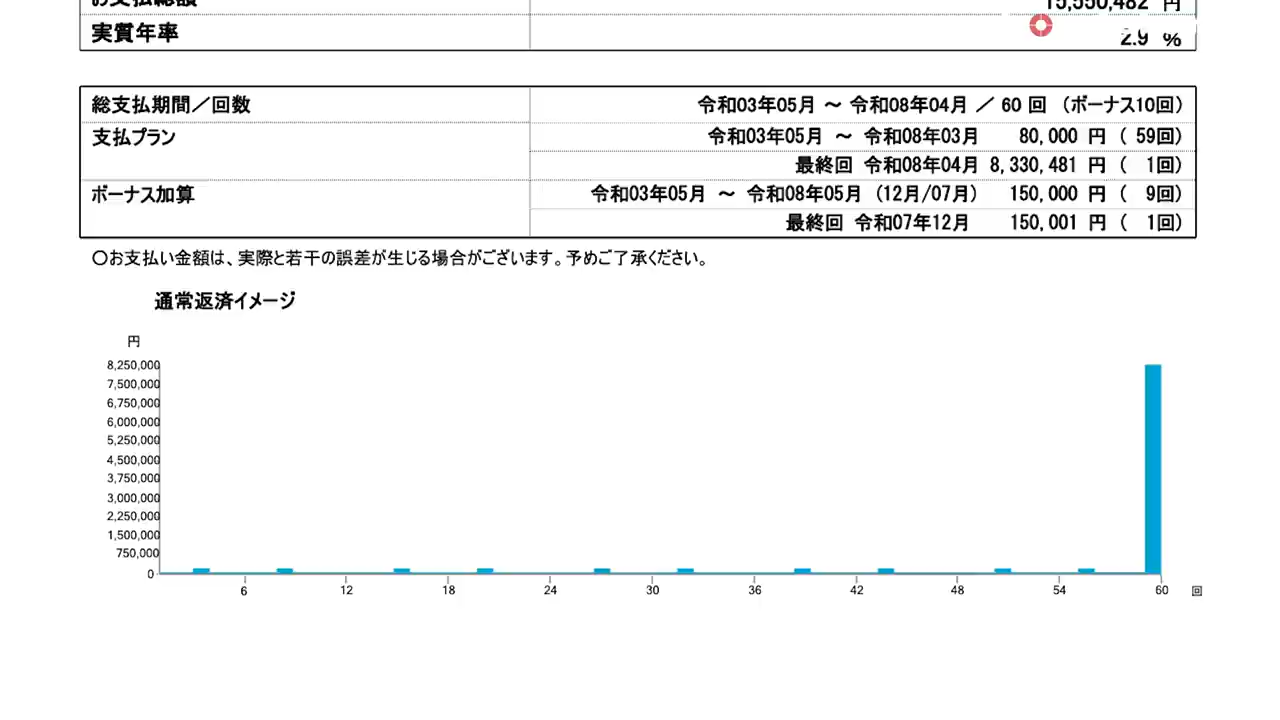 お支払総額 15,550,482 円
実質年率 2.9 %
総支払期間／回数 令和03年05月 ～ 令和08年04月 ／ 60 回 （ボーナス10回）
支払プラン 令和03年05月 ～ 令和08年03月 80,000 円 （ 59回）
最終回 令和08年04月 8,330,481 円 （ 1回）
ボーナス加算 令和03年05月 ～ 令和08年05月 （12月/07月） 150,000 円 （ 9回）
最終回 令和07年12月 150,001 円 （ 1回）
〇お支払い金額は、実際と若干の誤差が生じる場合がございます。予めご了承ください。
通常返済イメージ
円
8,250,000
7,500,000
6,750,000
6,000,000
5,250,000
4,500,000
3,750,000
3,000,000
2,250,000
1,500,000
750,000
0
6 12 18 24 30 36 42 48 54 60 回